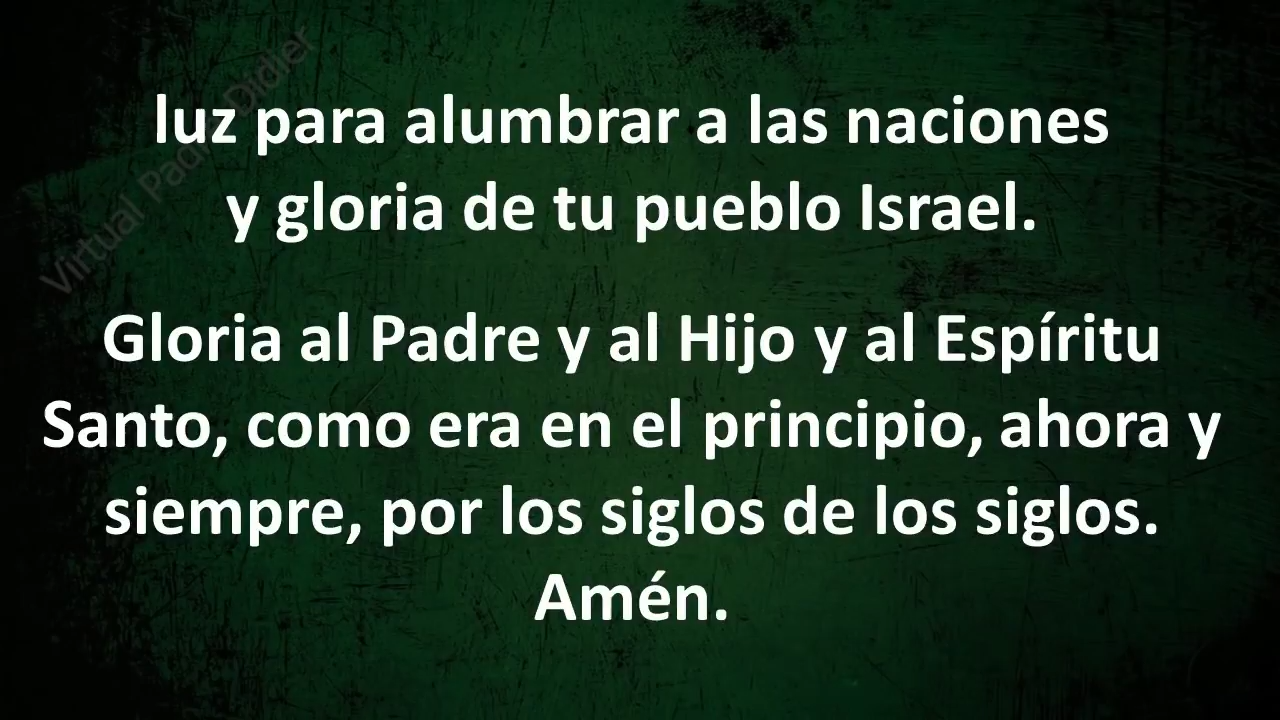 luz para alumbrar a las naciones
y gloria de tu pueblo Israel.
Gloria al Padre y al Hijo y al Espíritu
Santo, como era en el principio, ahora y
siempre, por los siglos de los siglos.
Amén.
Virtual Padre Didier